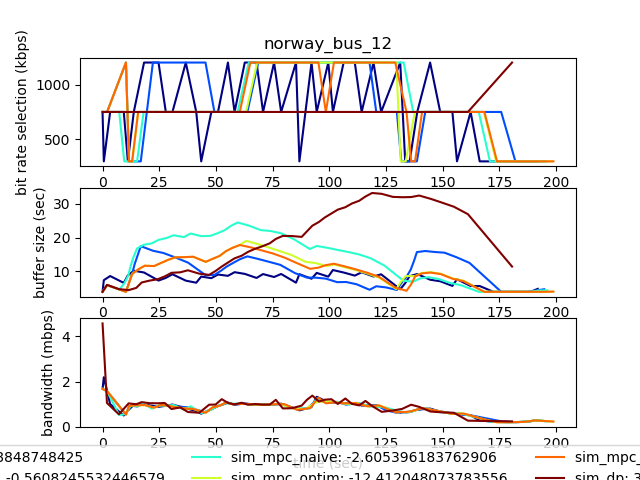 norway_bus_12
bit rate selection (kbps)
1000
500
0 25 50 75 100 125 150 175 200
buffer size (sec)
30
20
10
0 25 50 75 100 125 150 175 200
bandwidth (mbps)
4
2
0
0 25 50 75 100 125 150 175 200
time (sec)
3848748425 sim_mpc_naive: -2.605396183762906 sim_mpc_
-0.5608245532446579 sim_mpc_optim: -12.412048073783556 sim_dp: 3